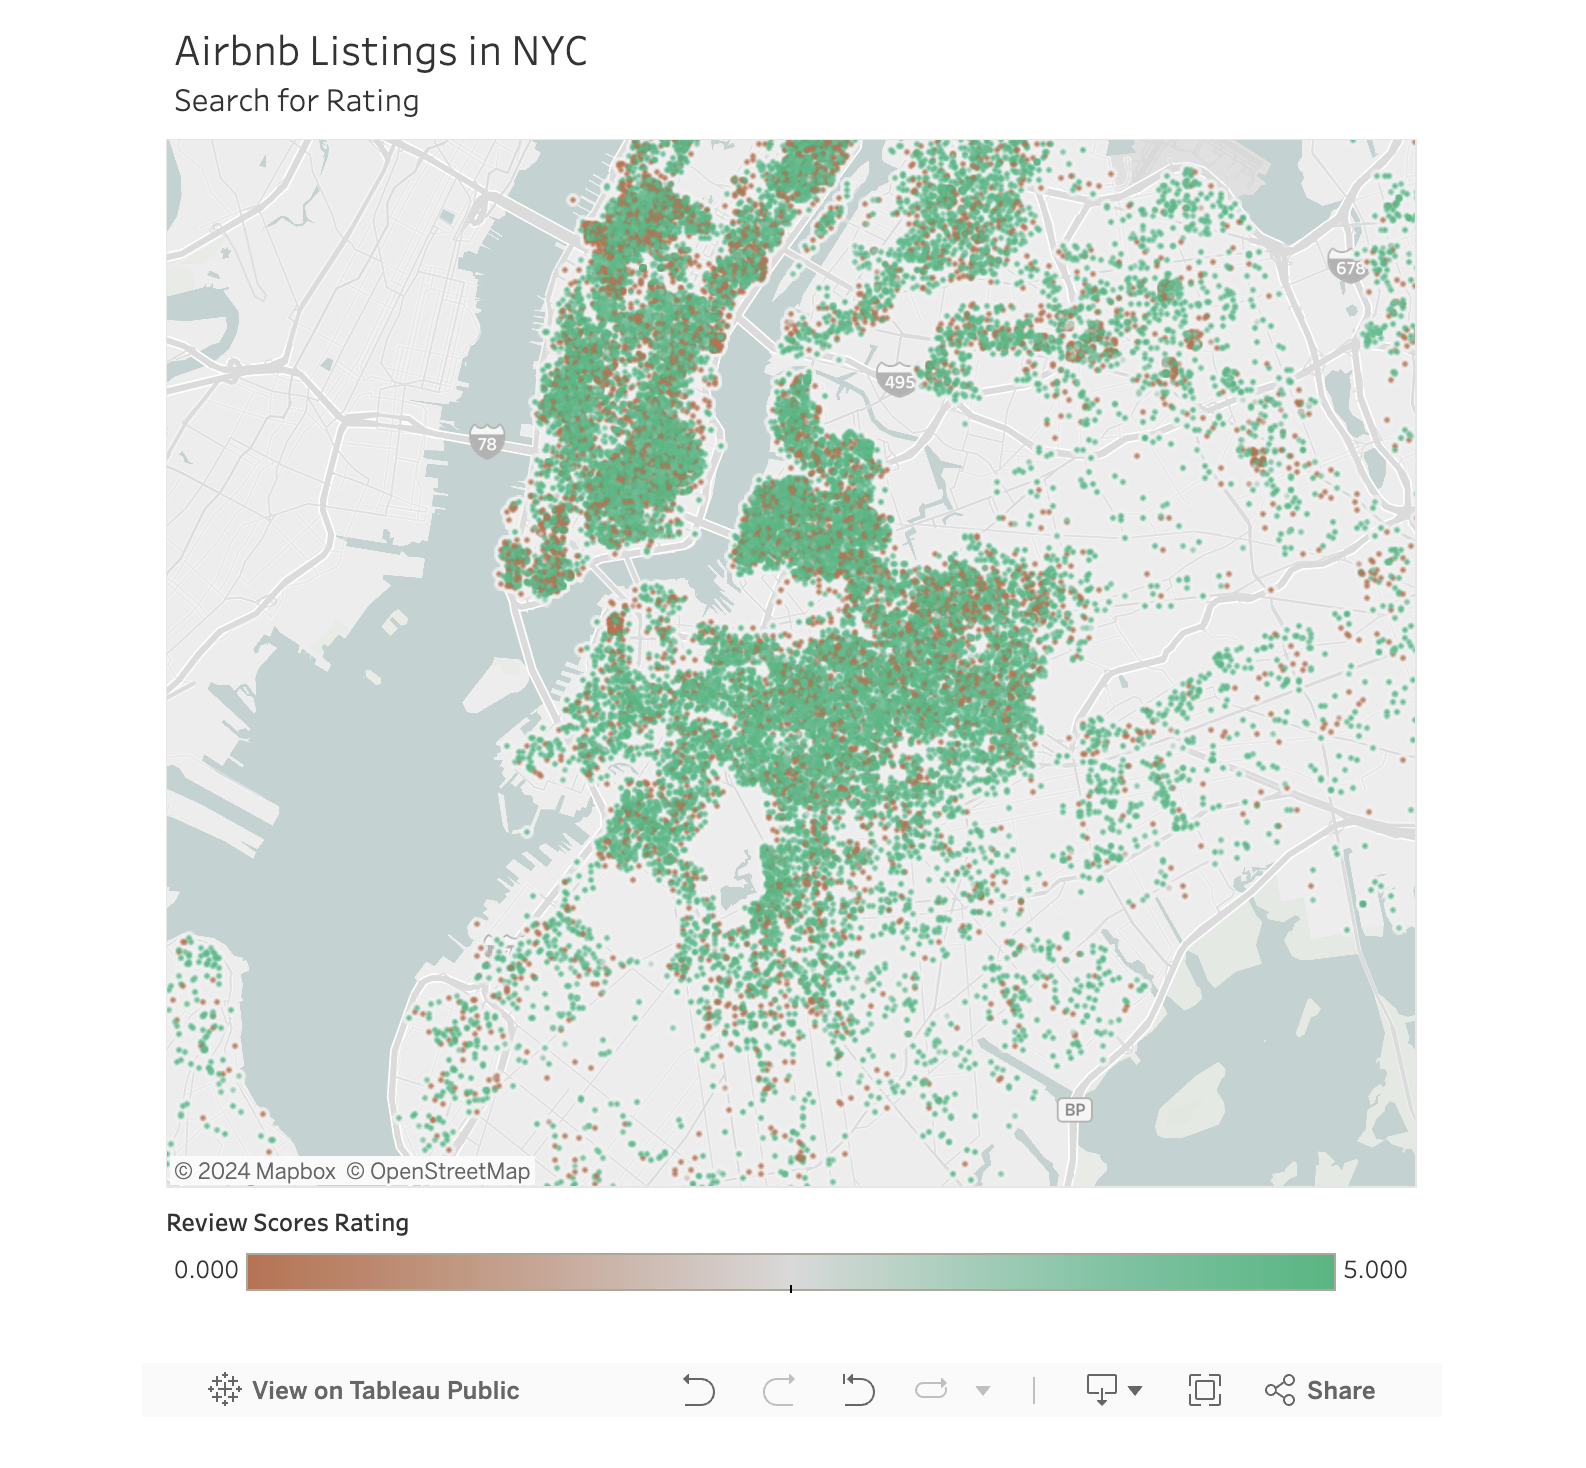 Airbnb Listings in NYC
Search for Rating
678
495
78
BP
© 2024 Mapbox © OpenStreetMap
Review Scores Rating
0.000 5.000
View on Tableau Public Share